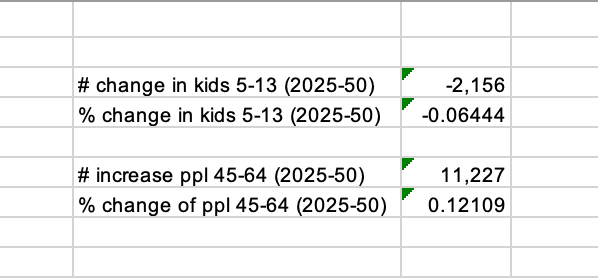 # change in kids 5-13 (2025-50) -2,156
% change in kids 5-13 (2025-50) -0.06444
# increase ppl 45-64 (2025-50) 11,227
% change of ppl 45-64 (2025-50) 0.12109